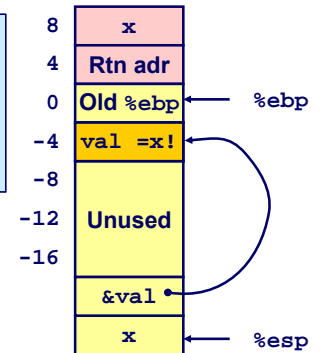 8 x
4 Rtn adr
0 Old %ebp %ebp
-4 val =x!
-8
-12 Unused
-16
&val
x %esp